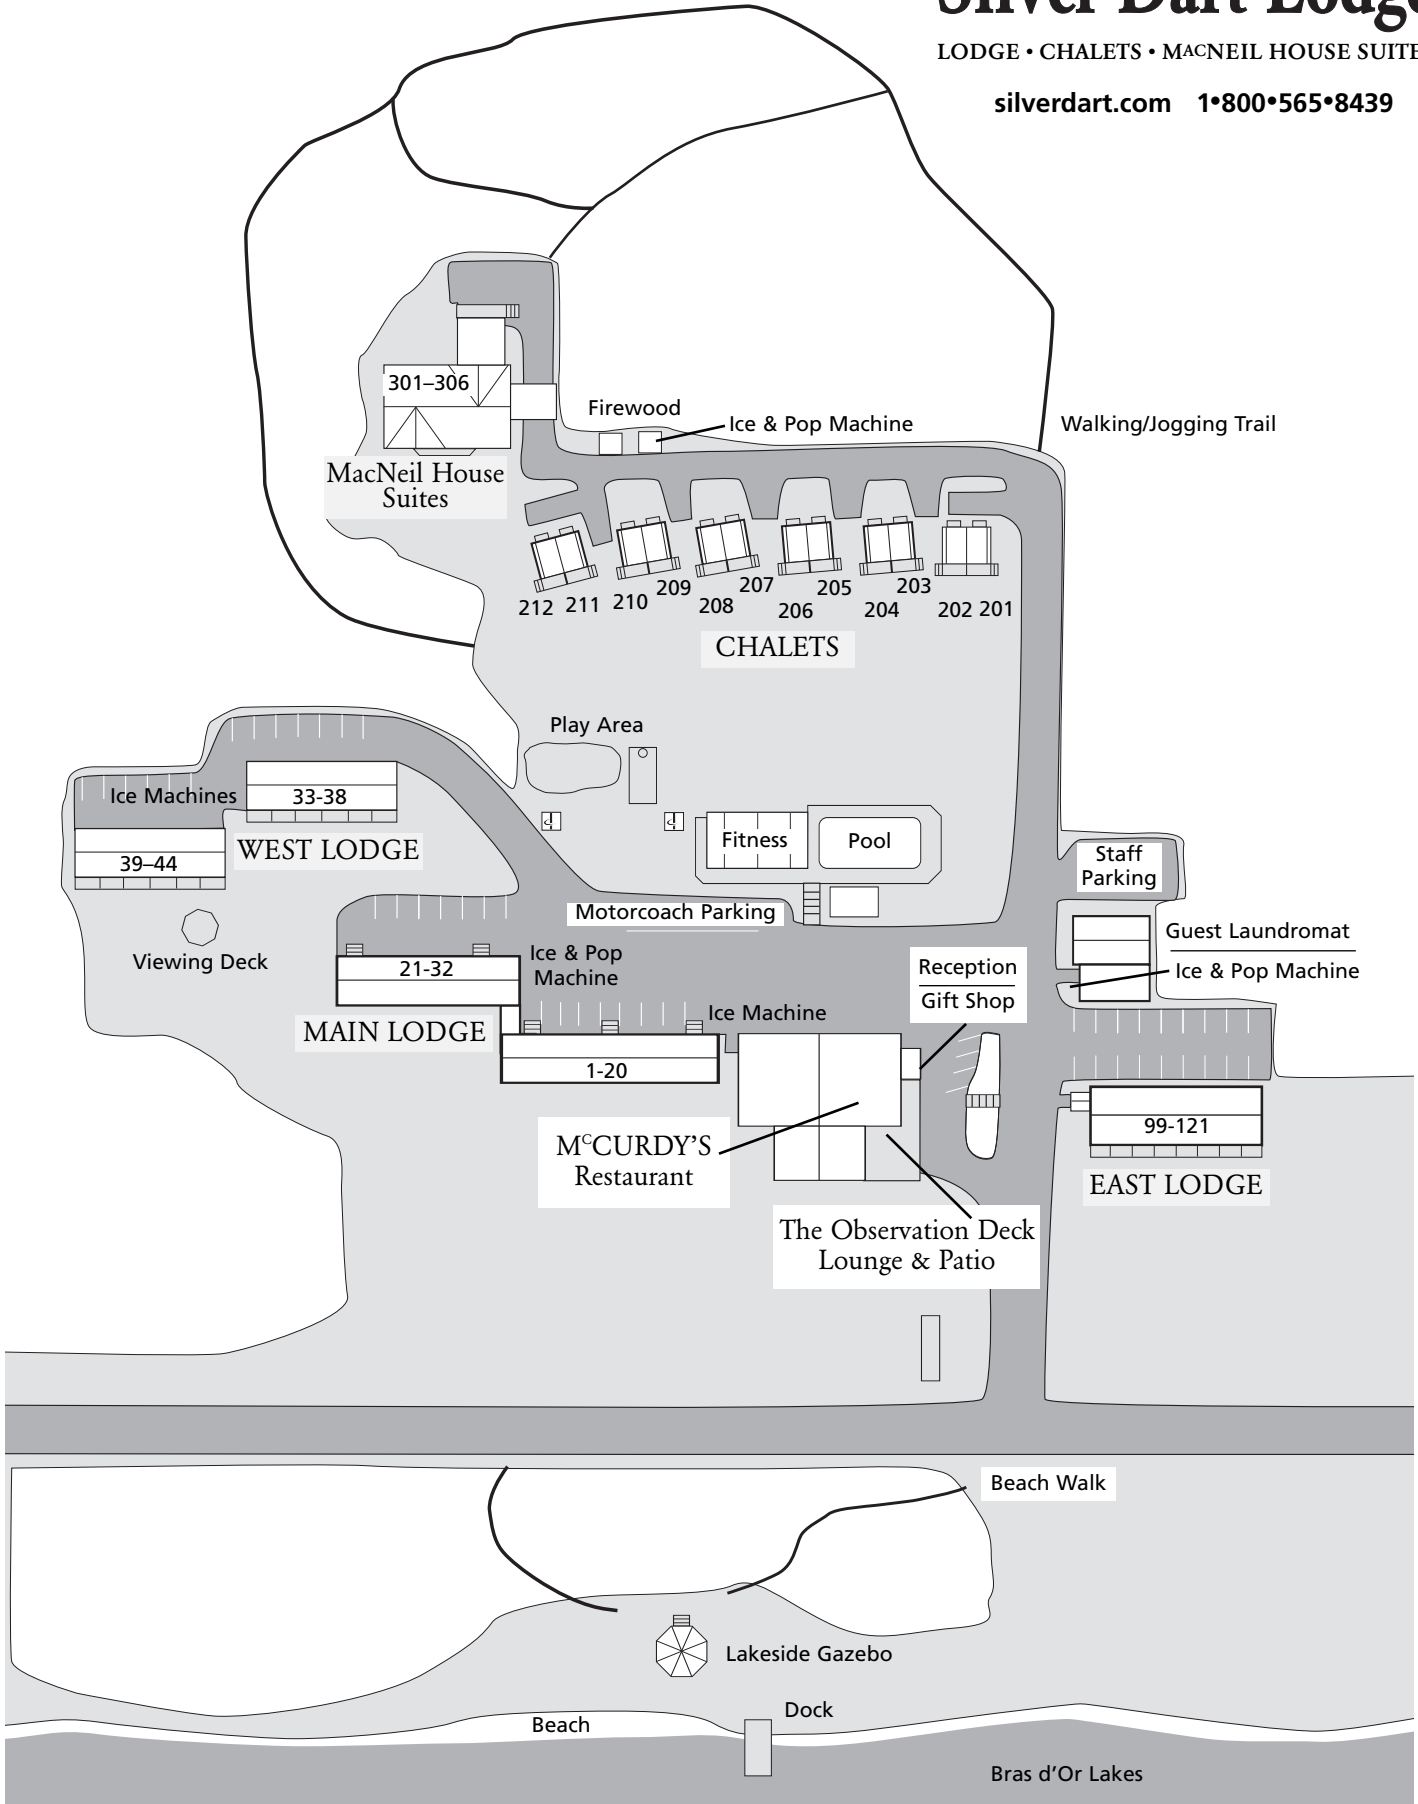 Silver Dart Lodge
LODGE • CHALETS • MACNEIL HOUSE SUITE
silverdart.com 1•800•565•8439
301–306
Firewood
Ice & Pop Machine
Walking/Jogging Trail
MacNeil House
Suites
212 211 210 209 208 207 206 205 204 203 202 201
CHALETS
Play Area
Ice Machines
33-38
WEST LODGE
39–44
Fitness
Pool
Staff
Parking
Motorcoach Parking
Viewing Deck
Guest Laundromat
Ice & Pop Machine
21-32
Ice & Pop
Machine
Reception
Gift Shop
MAIN LODGE
Ice Machine
1-20
99-121
McCURDY'S
Restaurant
EAST LODGE
The Observation Deck
Lounge & Patio
Beach Walk
Lakeside Gazebo
Dock
Beach
Bras d'Or Lakes